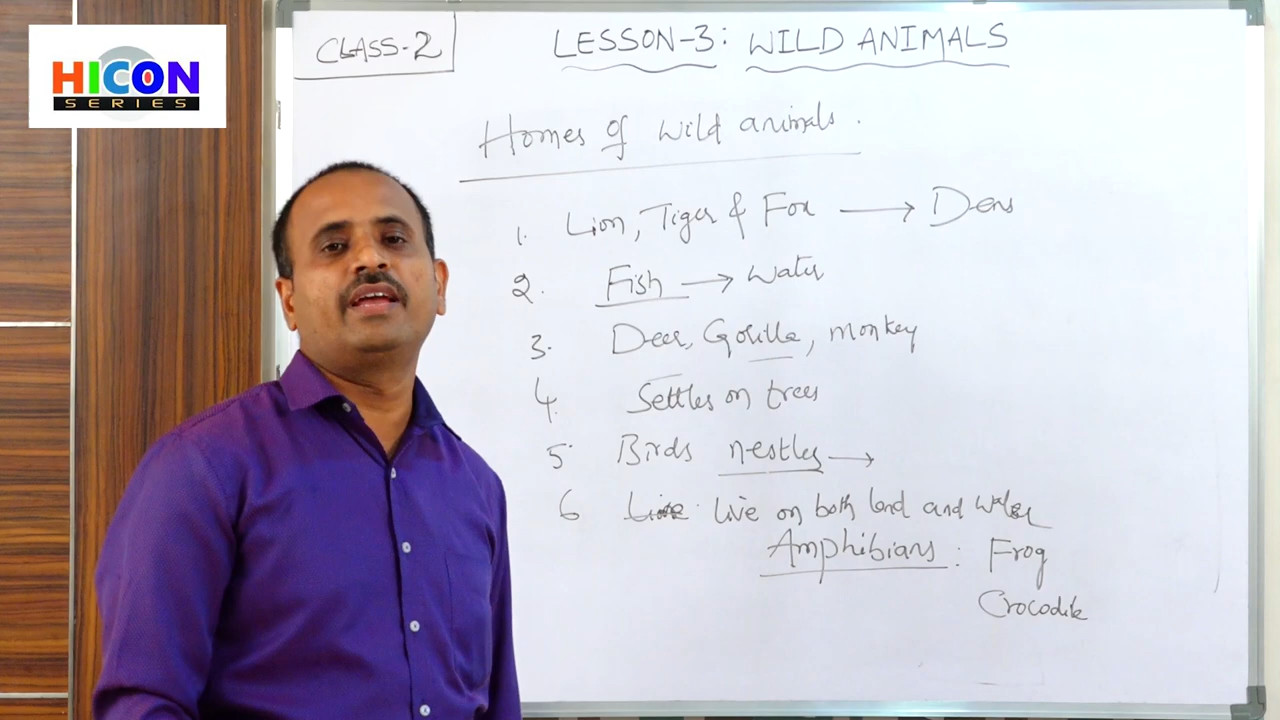 HICON
SERIES
CLASS-2
LESSON-3: WILD ANIMALS
Homes of wild animals.
1. Lion, Tiger & Fox → Dens
2. Fish → Water
3. Deer, Gorilla, monkey
4. Settles on trees
5 Birds nestles →
6 live on both land and water
Amphibians: Frog
Crocodile